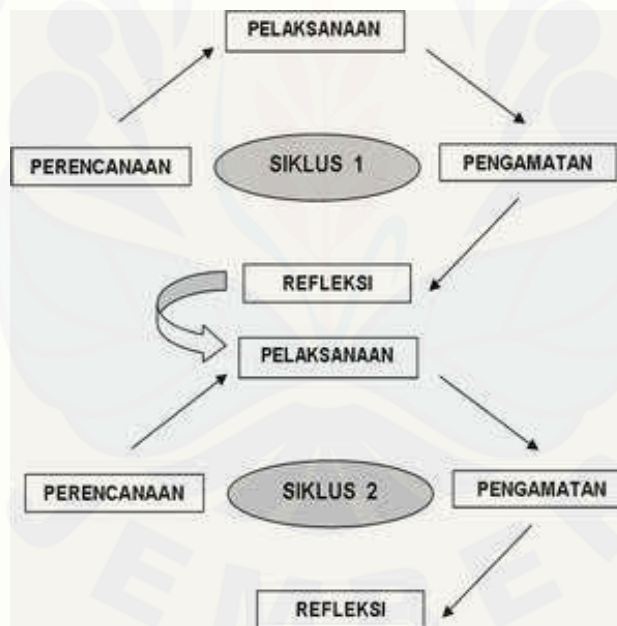 PELAKSANAAN
PERENCANAAN
SIKLUS 1
PENGAMATAN
REFLEKSI
PELAKSANAAN
PERENCANAAN
SIKLUS 2
PENGAMATAN
REFLEKSI